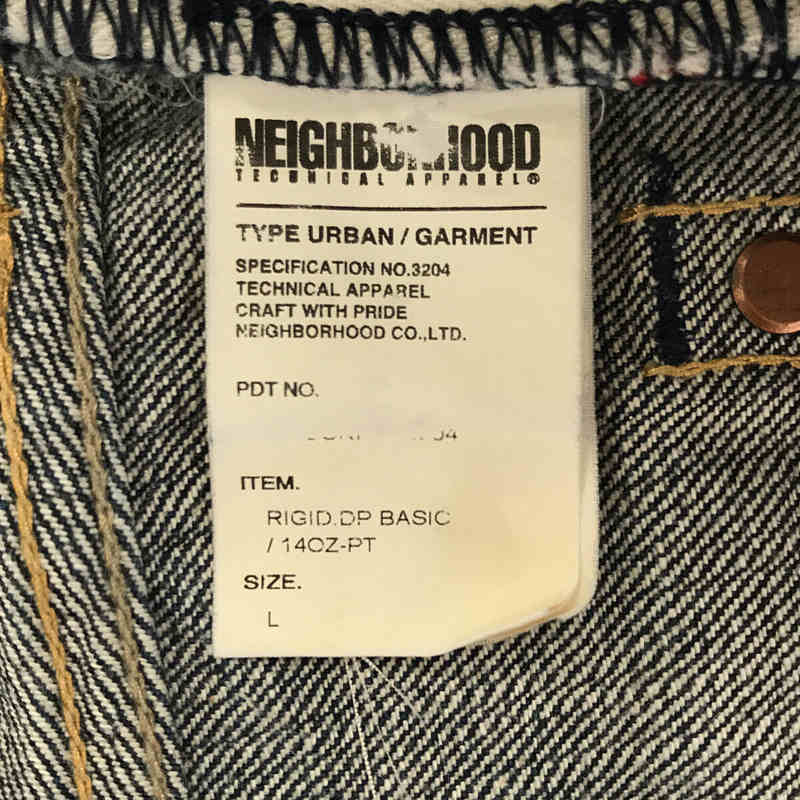 NEIGHBORHOOD
TECHNICAL APPAREL®
TYPE URBAN / GARMENT
SPECIFICATION NO.3204
TECHNICAL APPAREL
CRAFT WITH PRIDE
NEIGHBORHOOD CO.,LTD.
PDT NO.
ITEM.
RIGID.DP BASIC
/ 14OZ-PT
SIZE.
L